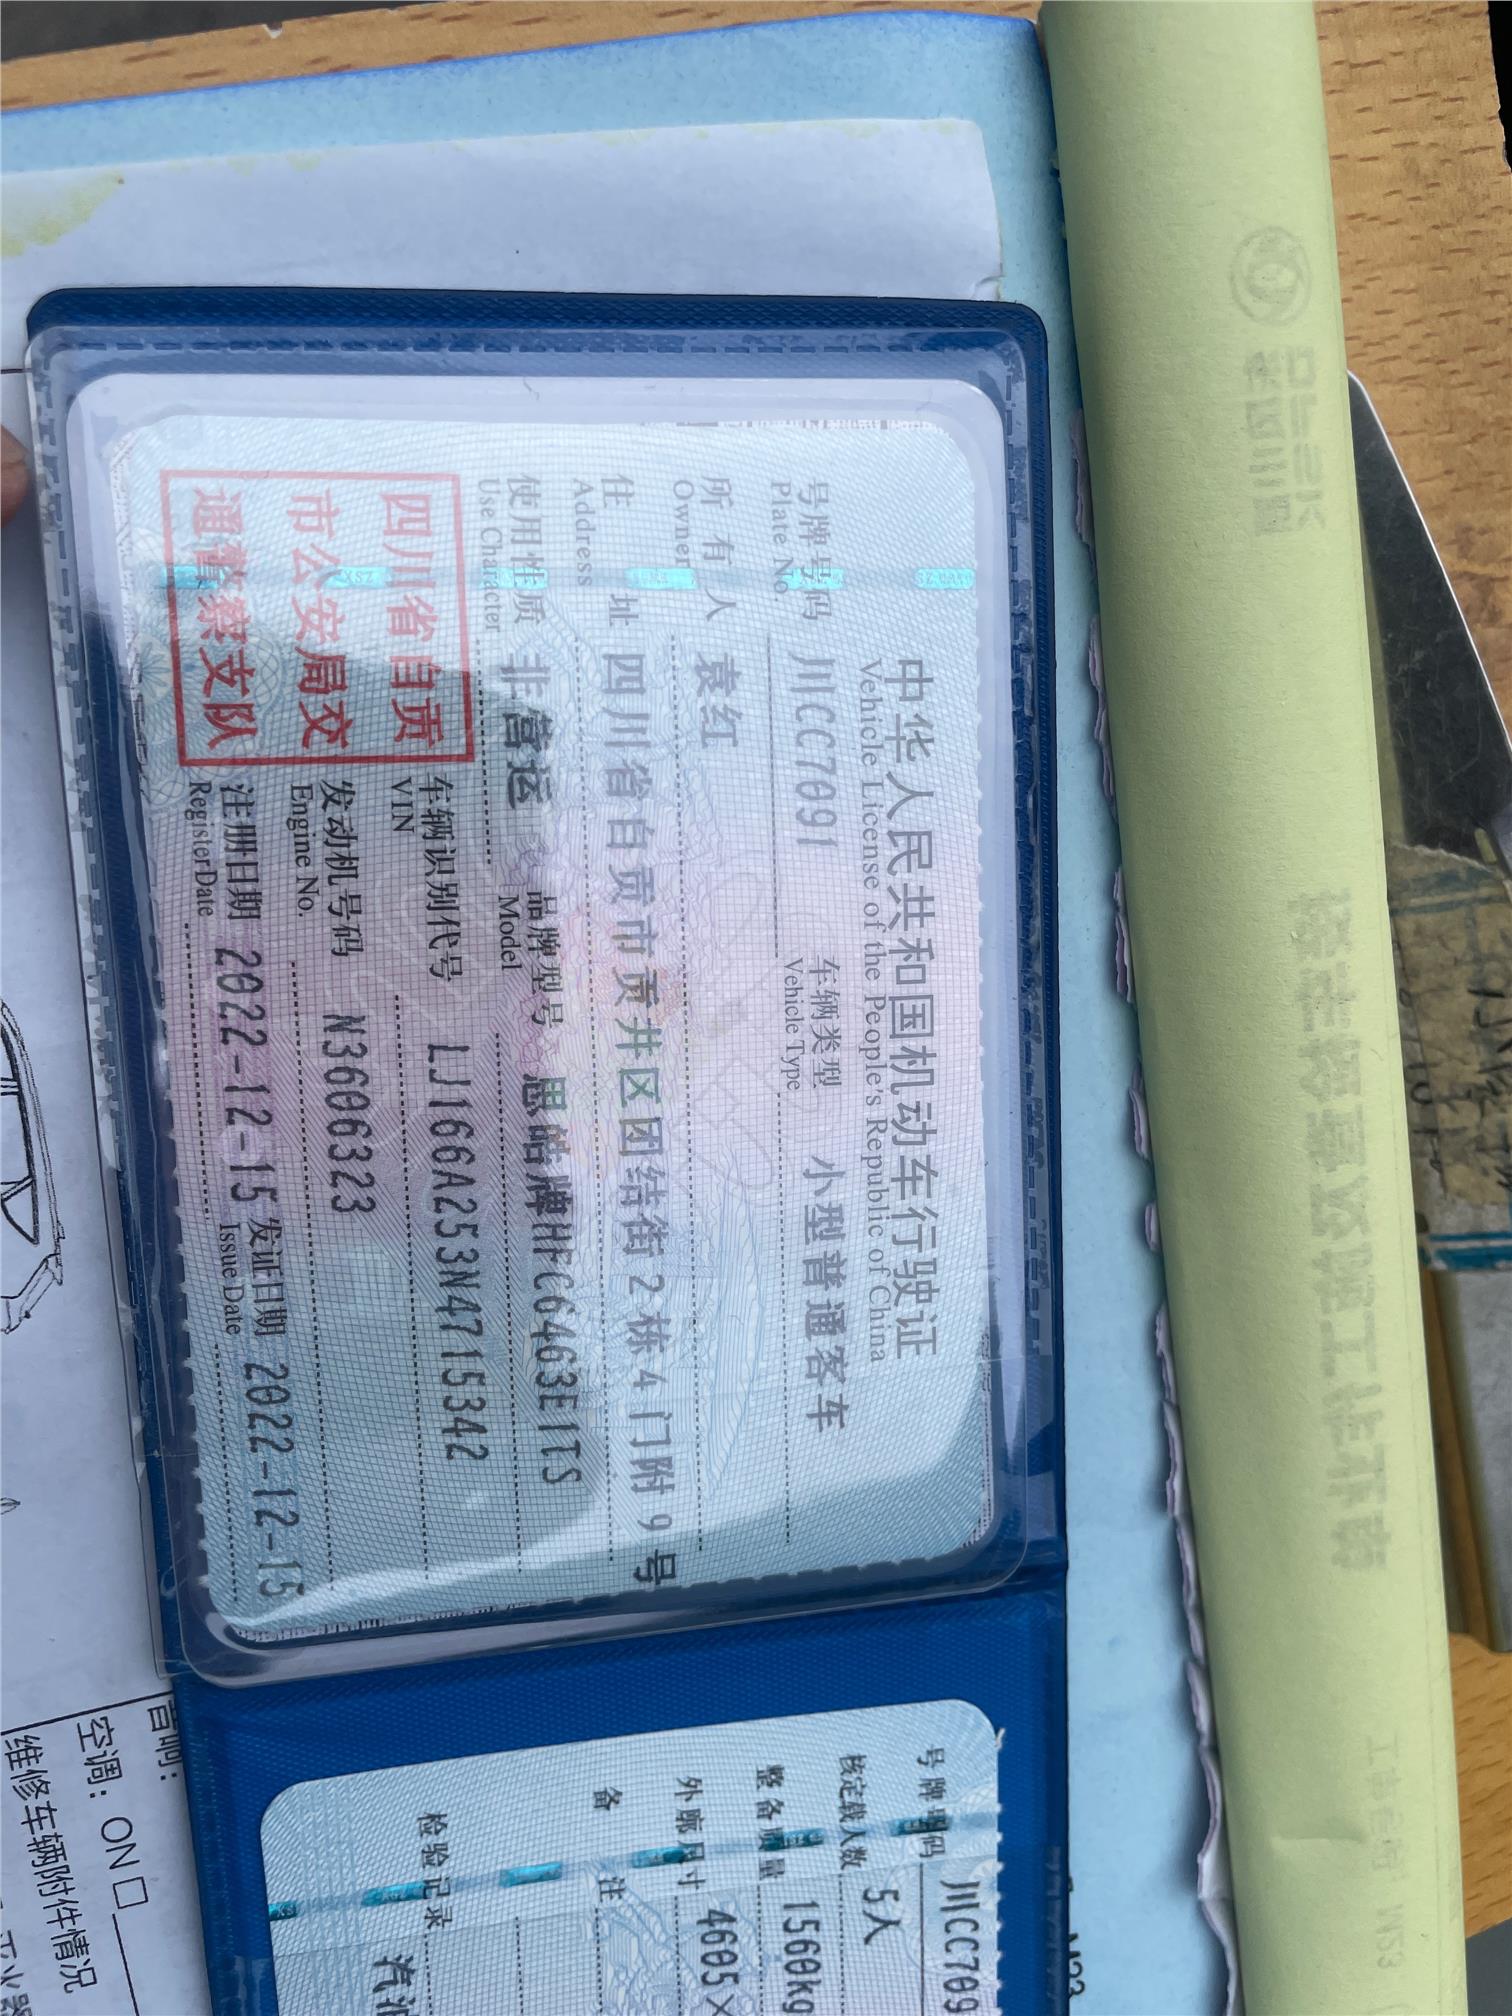 中华人民共和国机动车行驶证
Vehicle License of the People's Republic of China
号牌号码 川CC7091 车辆类型 小型普通客车
Plate No. Vehicle Type
所有人 袁红
Owner
住址 四川省自贡市贡井区团结街2栋4门附9号
Address
使用性质 非营运 品牌型号 思皓牌HFC6463E1TS
Use Character Model
四川省自贡
市公安局交
通警察支队
车辆识别代号 LJ166A253N4715342
VIN
发动机号码 N3606323
Engine No.
注册日期 2022-12-15 发证日期 2022-12-15
Register Date Issue Date
号牌号码 川CC709
核定载人数 5人
整备质量 1560kg
外廓尺寸 4605×
备注
检验记录
音响：
空调：ON □
维修车辆附件情况